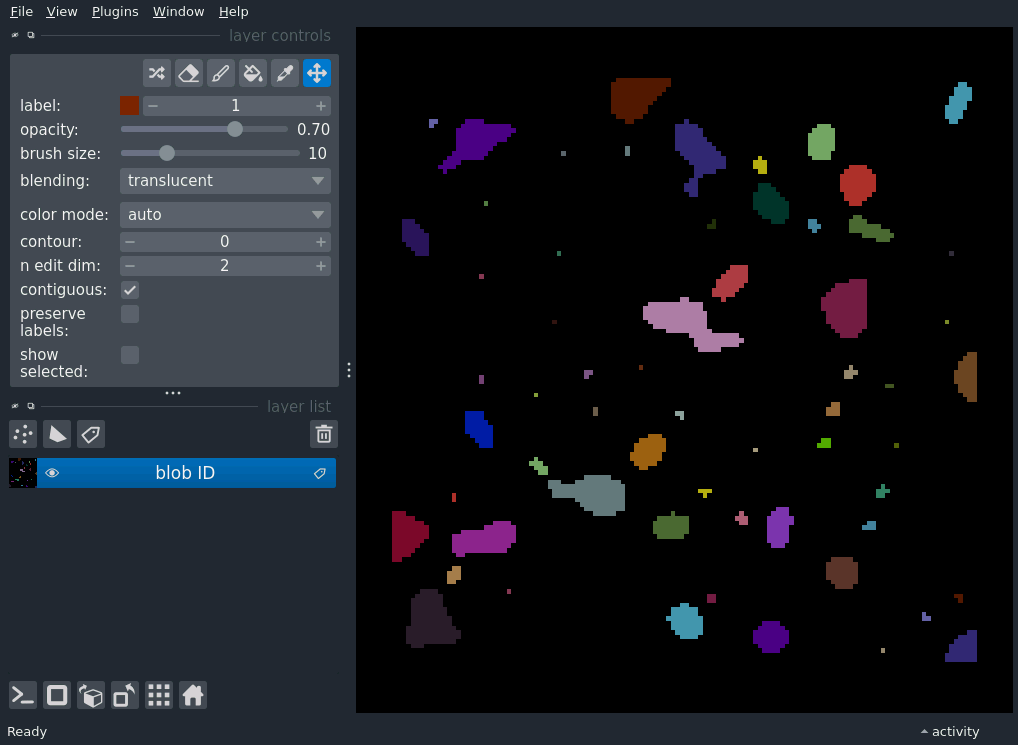 File View Plugins Window Help
layer controls
label: 1
opacity: 0.70
brush size: 10
blending: translucent
color mode: auto
contour: 0
n edit dim: 2
contiguous:
preserve
labels:
show
selected:
layer list
blob ID
Ready activity